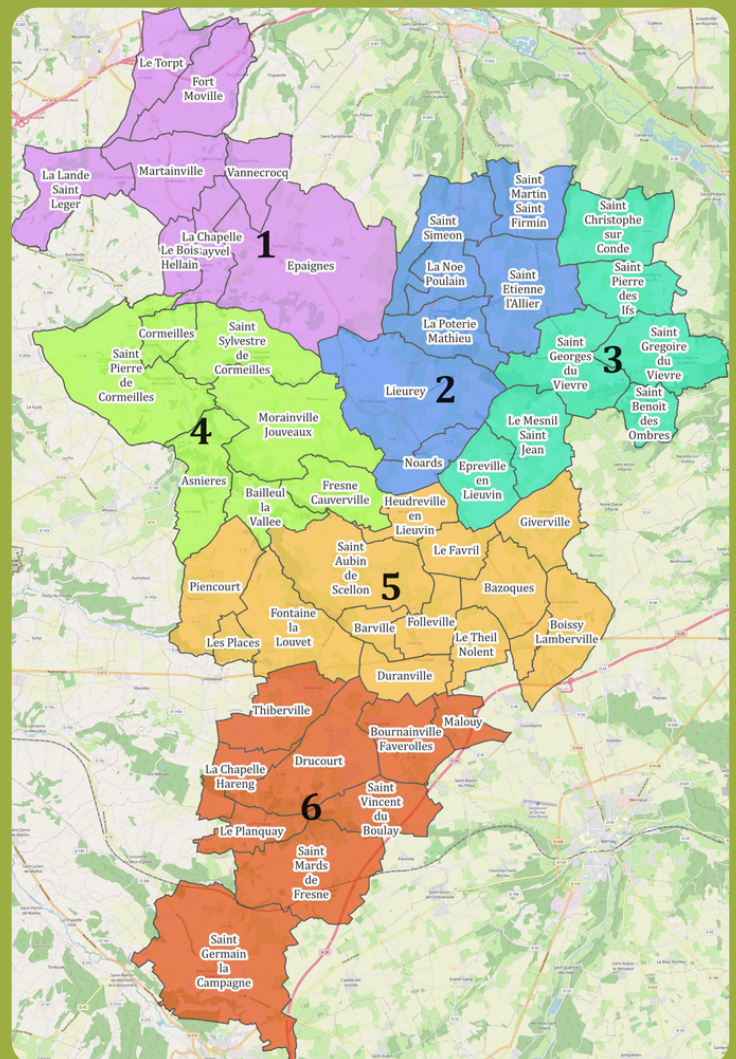 Le Torpt
Fort
Moville
La Lande
Saint
Leger
Martainville
Vannecrocq
La Chapelle
Bayvel
Le Bois
Hellain
1
Epaignes
Saint
Simeon
Saint
Martin
Saint
Firmin
La Noe
Poulain
Saint
Etienne
l'Allier
La Poterie
Mathieu
Lieurey
2
Noards
Saint
Christophe
sur
Conde
Saint
Pierre
des
Ifs
Saint
Georges
du
Vievre
3
Saint
Gregoire
du
Vievre
Saint
Benoit
des
Ombres
Le Mesnil
Saint
Jean
Epreville
en
Lieuvin
Cormeilles
Saint
Sylvestre
de
Cormeilles
Saint
Pierre
de
Cormeilles
Morainville
Jouveaux
4
Asnieres
Bailleul
la
Vallee
Fresne
Cauverville
Heudreville
en
Lieuvin
Giverville
Saint
Aubin
de
Scellon
Le Favril
5
Piencourt
Bazoques
Fontaine
la
Louvet
Les Places
Barville
Folleville
Le Theil
Nolent
Boissy
Lamberville
Duranville
Thiberville
Bournainville
Faverolles
Malouy
Drucourt
La Chapelle
Hareng
Saint
Vincent
du
Boulay
6
Le Planquay
Saint
Mards
de
Fresne
Saint
Germain
la
Campagne